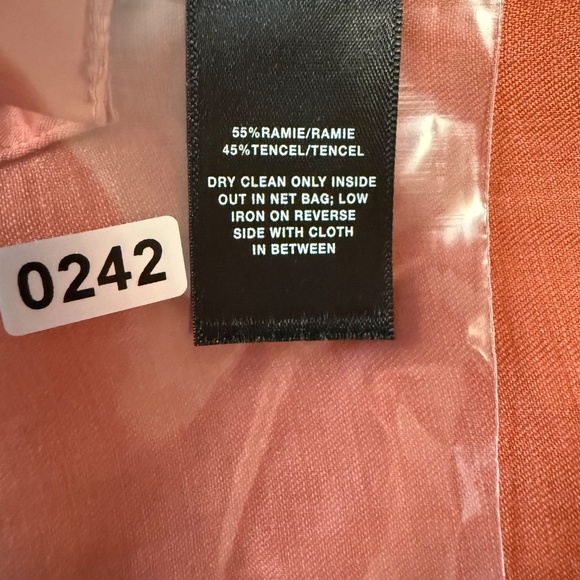 55%RAMIE/RAMIE
45%TENCEL/TENCEL
DRY CLEAN ONLY INSIDE
OUT IN NET BAG; LOW
IRON ON REVERSE
SIDE WITH CLOTH
IN BETWEEN
0242